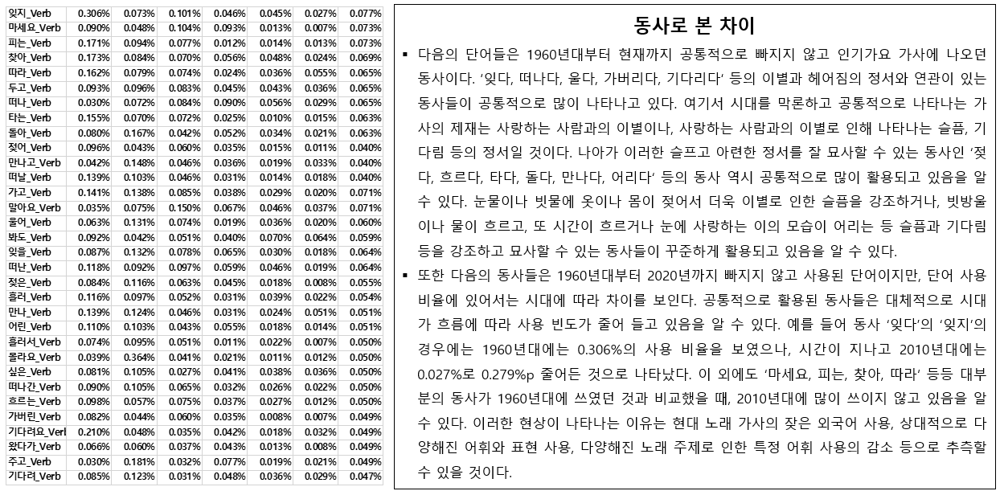 잊지_Verb 0.306% 0.073% 0.101% 0.046% 0.045% 0.027% 0.077%
마세요_Verb 0.090% 0.048% 0.104% 0.093% 0.013% 0.007% 0.073%
피는_Verb 0.171% 0.094% 0.077% 0.012% 0.014% 0.013% 0.073%
찾아_Verb 0.173% 0.084% 0.070% 0.056% 0.048% 0.024% 0.069%
따라_Verb 0.162% 0.079% 0.074% 0.024% 0.036% 0.055% 0.065%
두고_Verb 0.093% 0.096% 0.083% 0.045% 0.043% 0.036% 0.065%
떠나_Verb 0.030% 0.072% 0.084% 0.090% 0.056% 0.029% 0.065%
타는_Verb 0.155% 0.070% 0.072% 0.025% 0.010% 0.015% 0.063%
돌아_Verb 0.080% 0.167% 0.042% 0.052% 0.034% 0.021% 0.063%
젖어_Verb 0.096% 0.043% 0.060% 0.035% 0.015% 0.011% 0.040%
만나고_Verb 0.042% 0.148% 0.046% 0.036% 0.019% 0.033% 0.040%
떠날_Verb 0.139% 0.103% 0.046% 0.031% 0.014% 0.018% 0.040%
가고_Verb 0.141% 0.138% 0.085% 0.038% 0.029% 0.020% 0.071%
말아요_Verb 0.035% 0.075% 0.150% 0.067% 0.046% 0.037% 0.071%
울어_Verb 0.063% 0.131% 0.074% 0.019% 0.036% 0.020% 0.060%
봐도_Verb 0.092% 0.042% 0.051% 0.040% 0.070% 0.064% 0.059%
잊을_Verb 0.087% 0.132% 0.078% 0.065% 0.030% 0.018% 0.064%
떠난_Verb 0.118% 0.092% 0.097% 0.059% 0.046% 0.019% 0.064%
젖은_Verb 0.084% 0.116% 0.063% 0.045% 0.018% 0.008% 0.055%
흘러_Verb 0.116% 0.097% 0.052% 0.031% 0.039% 0.022% 0.054%
만나_Verb 0.139% 0.124% 0.046% 0.031% 0.024% 0.051% 0.051%
어린_Verb 0.110% 0.103% 0.043% 0.055% 0.018% 0.014% 0.051%
흘러서_Verb 0.074% 0.095% 0.051% 0.011% 0.022% 0.007% 0.050%
몰라요_Verb 0.039% 0.364% 0.041% 0.021% 0.011% 0.012% 0.050%
싶은_Verb 0.081% 0.105% 0.027% 0.041% 0.038% 0.036% 0.050%
떠나간_Verb 0.090% 0.105% 0.065% 0.032% 0.026% 0.022% 0.050%
흐르는_Verb 0.098% 0.057% 0.075% 0.037% 0.027% 0.012% 0.050%
가버린_Verb 0.082% 0.044% 0.060% 0.035% 0.008% 0.007% 0.049%
기다려요_Verl 0.210% 0.048% 0.035% 0.042% 0.018% 0.032% 0.049%
왔다가_Verb 0.066% 0.060% 0.037% 0.043% 0.013% 0.008% 0.049%
주고_Verb 0.030% 0.181% 0.032% 0.077% 0.019% 0.021% 0.049%
기다려_Verb 0.085% 0.123% 0.031% 0.048% 0.036% 0.029% 0.047%
동사로 본 차이
▪ 다음의 단어들은 1960년대부터 현재까지 공통적으로 빠지지 않고 인기가요 가사에 나오던
동사이다. ‘잊다, 떠나다, 울다, 가버리다, 기다리다‘ 등의 이별과 헤어짐의 정서와 연관이 있는
동사들이 공통적으로 많이 나타나고 있다. 여기서 시대를 막론하고 공통적으로 나타나는 가
사의 제재는 사랑하는 사람과의 이별이나, 사랑하는 사람과의 이별로 인해 나타나는 슬픔, 기
다림 등의 정서일 것이다. 나아가 이러한 슬프고 아련한 정서를 잘 묘사할 수 있는 동사인 ‘젖
다, 흐르다, 타다, 돌다, 만나다, 어리다‘ 등의 동사 역시 공통적으로 많이 활용되고 있음을 알
수 있다. 눈물이나 빗물에 옷이나 몸이 젖어서 더욱 이별로 인한 슬픔을 강조하거나, 빗방울
이나 물이 흐르고, 또 시간이 흐르거나 눈에 사랑하는 이의 모습이 어리는 등 슬픔과 기다림
등을 강조하고 묘사할 수 있는 동사들이 꾸준하게 활용되고 있음을 알 수 있다.
▪ 또한 다음의 동사들은 1960년대부터 2020년까지 빠지지 않고 사용된 단어이지만, 단어 사용
비율에 있어서는 시대에 따라 차이를 보인다. 공통적으로 활용된 동사들은 대체적으로 시대
가 흐름에 따라 사용 빈도가 줄어 들고 있음을 알 수 있다. 예를 들어 동사 ‘잊다’의 ‘잊지‘의
경우에는 1960년대에는 0.306%의 사용 비율을 보였으나, 시간이 지나고 2010년대에는
0.027%로 0.279%p 줄어든 것으로 나타났다. 이 외에도 ‘마세요, 피는, 찾아, 따라’ 등등 대부
분의 동사가 1960년대에 쓰였던 것과 비교했을 때, 2010년대에 많이 쓰이지 않고 있음을 알
수 있다. 이러한 현상이 나타나는 이유는 현대 노래 가사의 잦은 외국어 사용, 상대적으로 다
양해진 어휘와 표현 사용, 다양해진 노래 주제로 인한 특정 어휘 사용의 감소 등으로 추측할
수 있을 것이다.